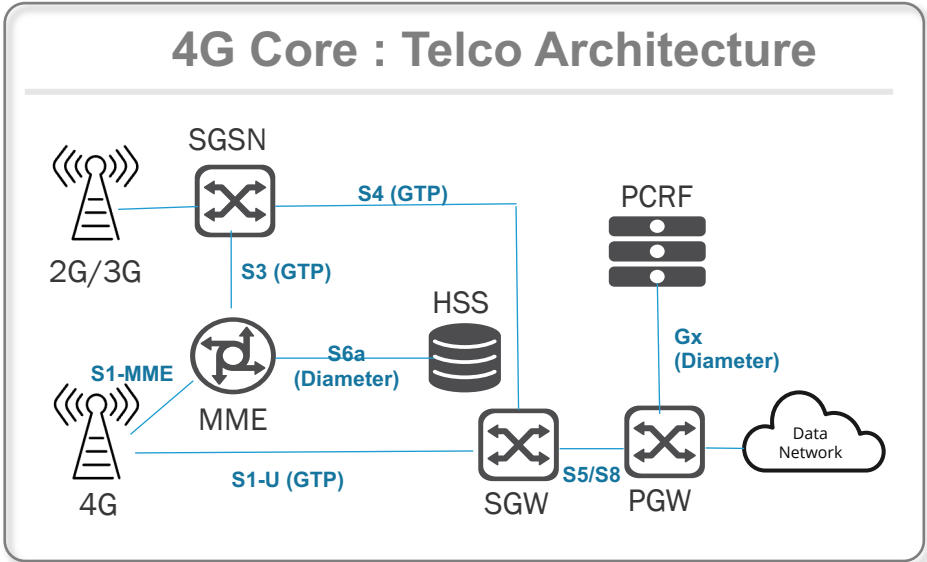 4G Core : Telco Architecture
SGSN
S4 (GTP)
PCRF
2G/3G
S3 (GTP)
HSS
Gx
(Diameter)
S6a
(Diameter)
S1-MME
MME
Data
Network
S1-U (GTP)
S5/S8
4G
SGW
PGW